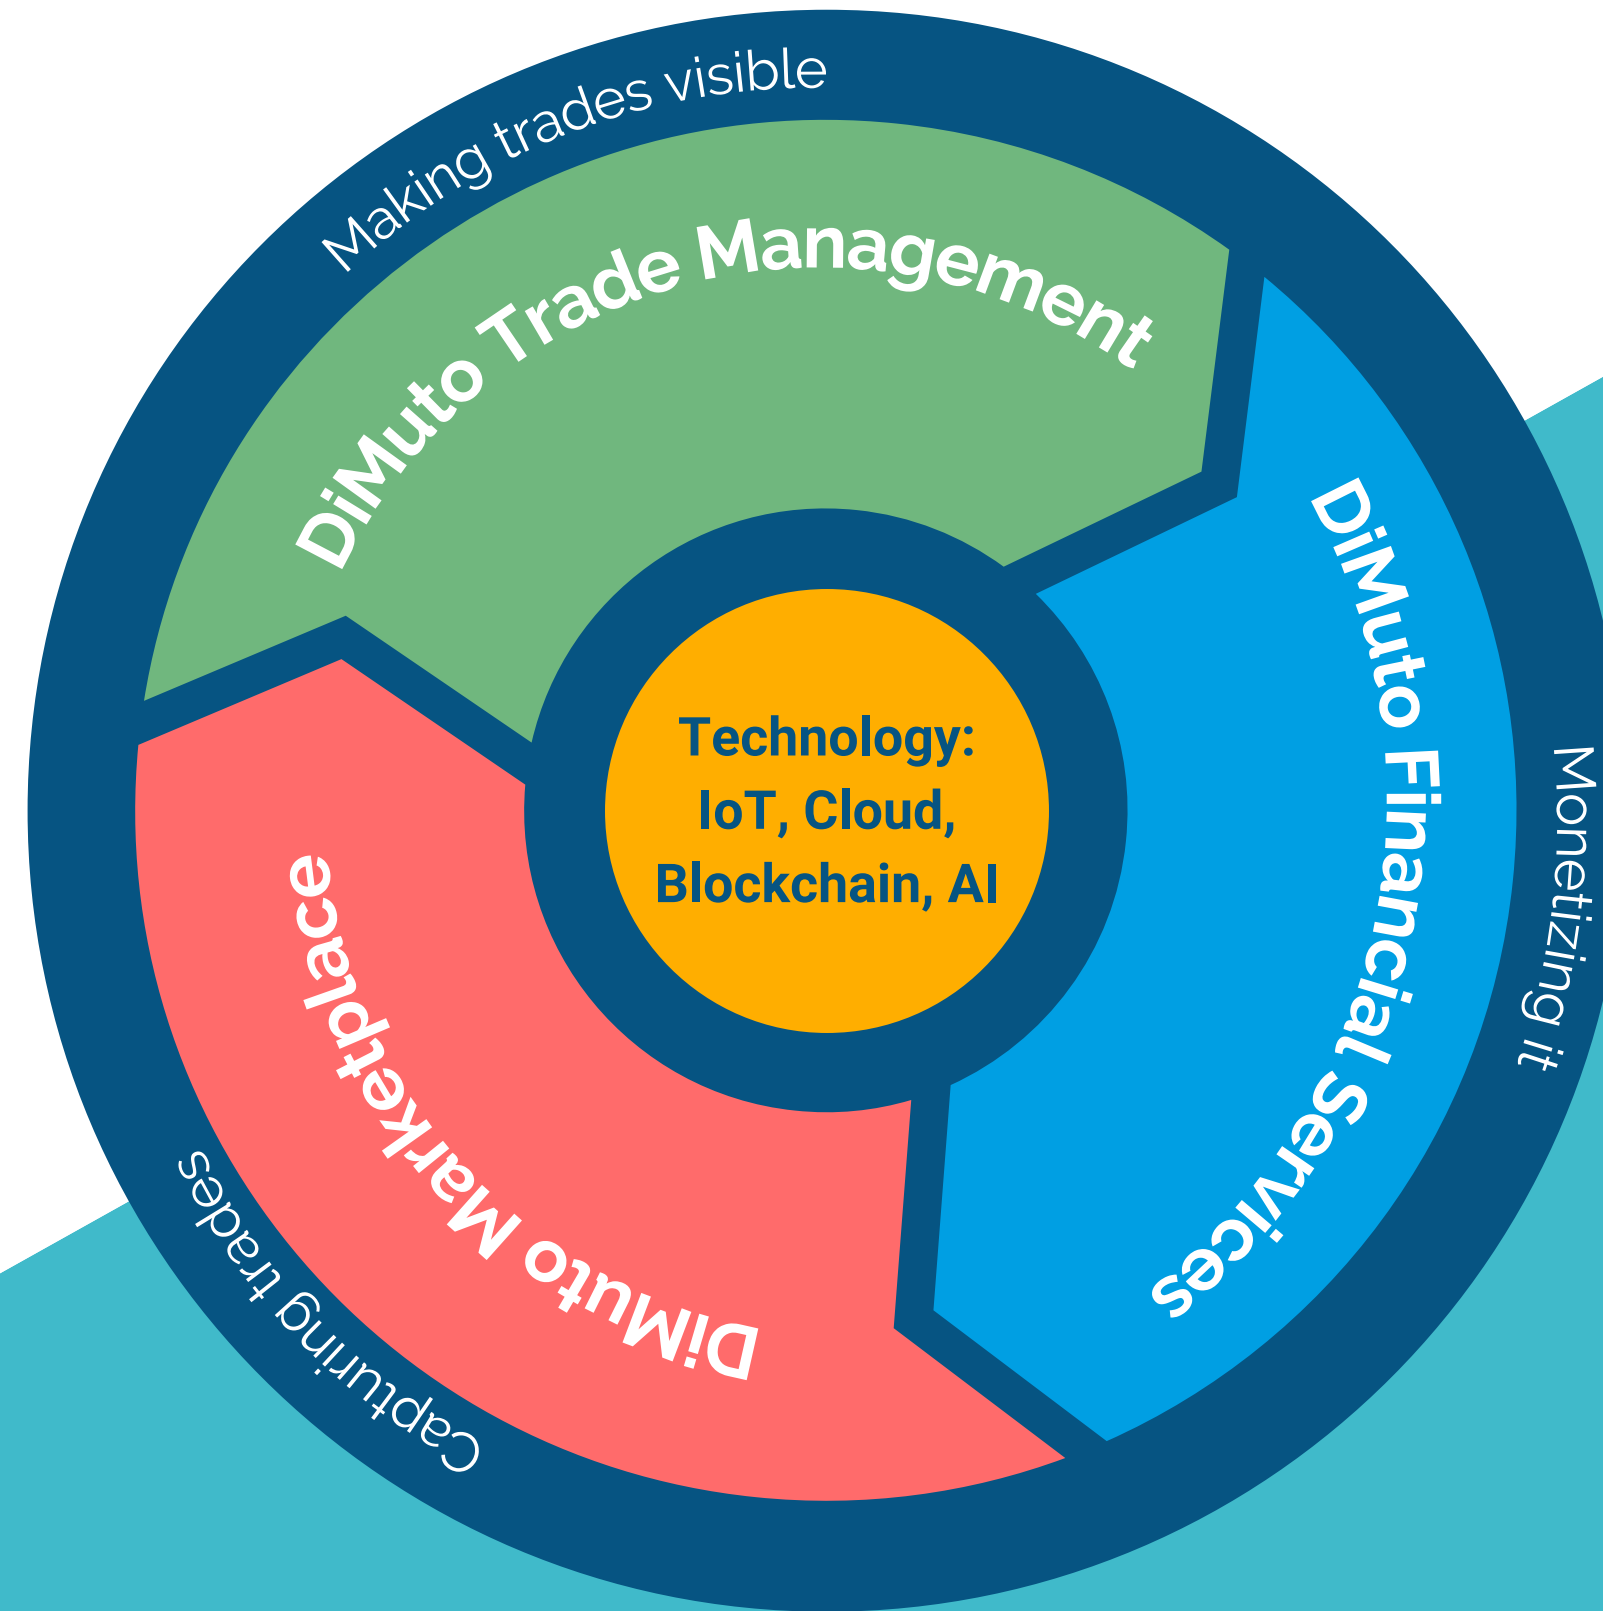 Making trades visible
DiMuto Trade Management
DiMuto Financial Services
Monetizing it
Technology:
IoT, Cloud,
Blockchain, AI
DiMuto Marketplace
Capturing trades